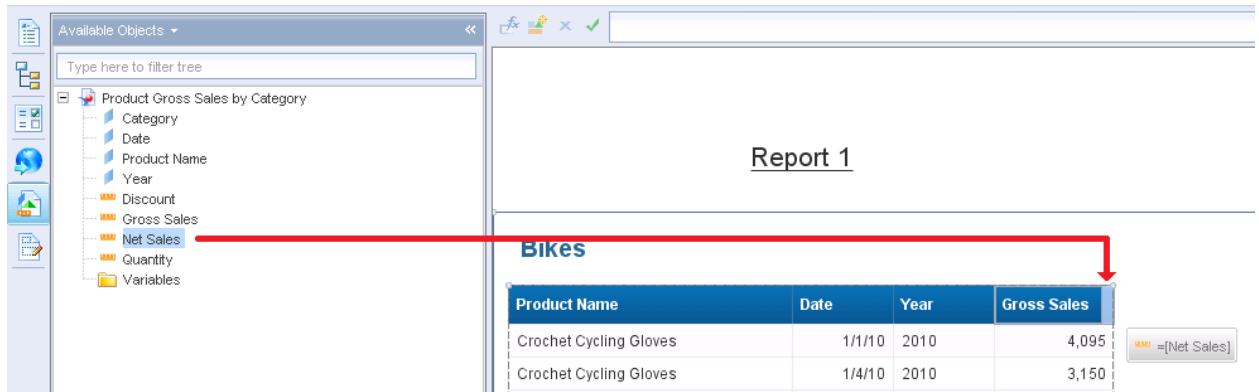 Available Objects
Type here to filter tree
Product Gross Sales by Category
Category
Date
Product Name
Year
Discount
Gross Sales
Net Sales
Quantity
Variables
Report 1
Bikes
Product Name Date Year Gross Sales
Crochet Cycling Gloves 1/1/10 2010 4,095
=[Net Sales]
Crochet Cycling Gloves 1/4/10 2010 3,150